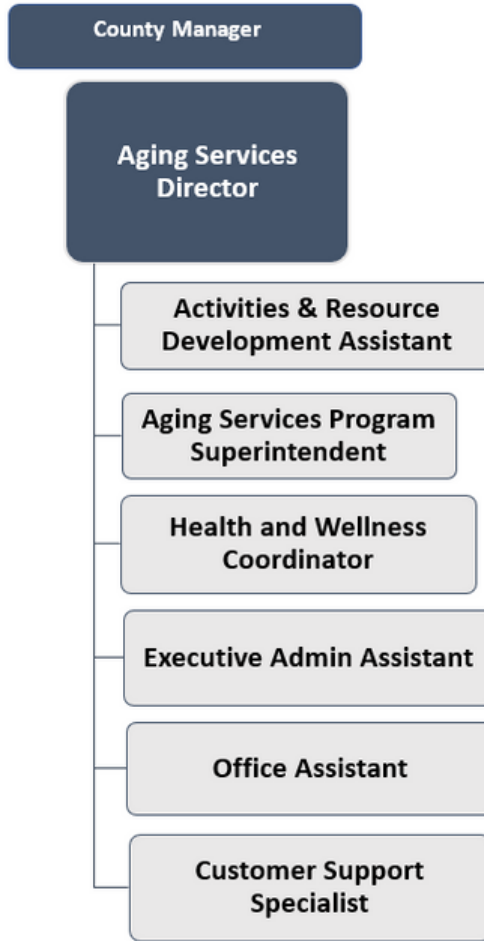 County Manager
Aging Services
Director
Activities & Resource
Development Assistant
Aging Services Program
Superintendent
Health and Wellness
Coordinator
Executive Admin Assistant
Office Assistant
Customer Support
Specialist